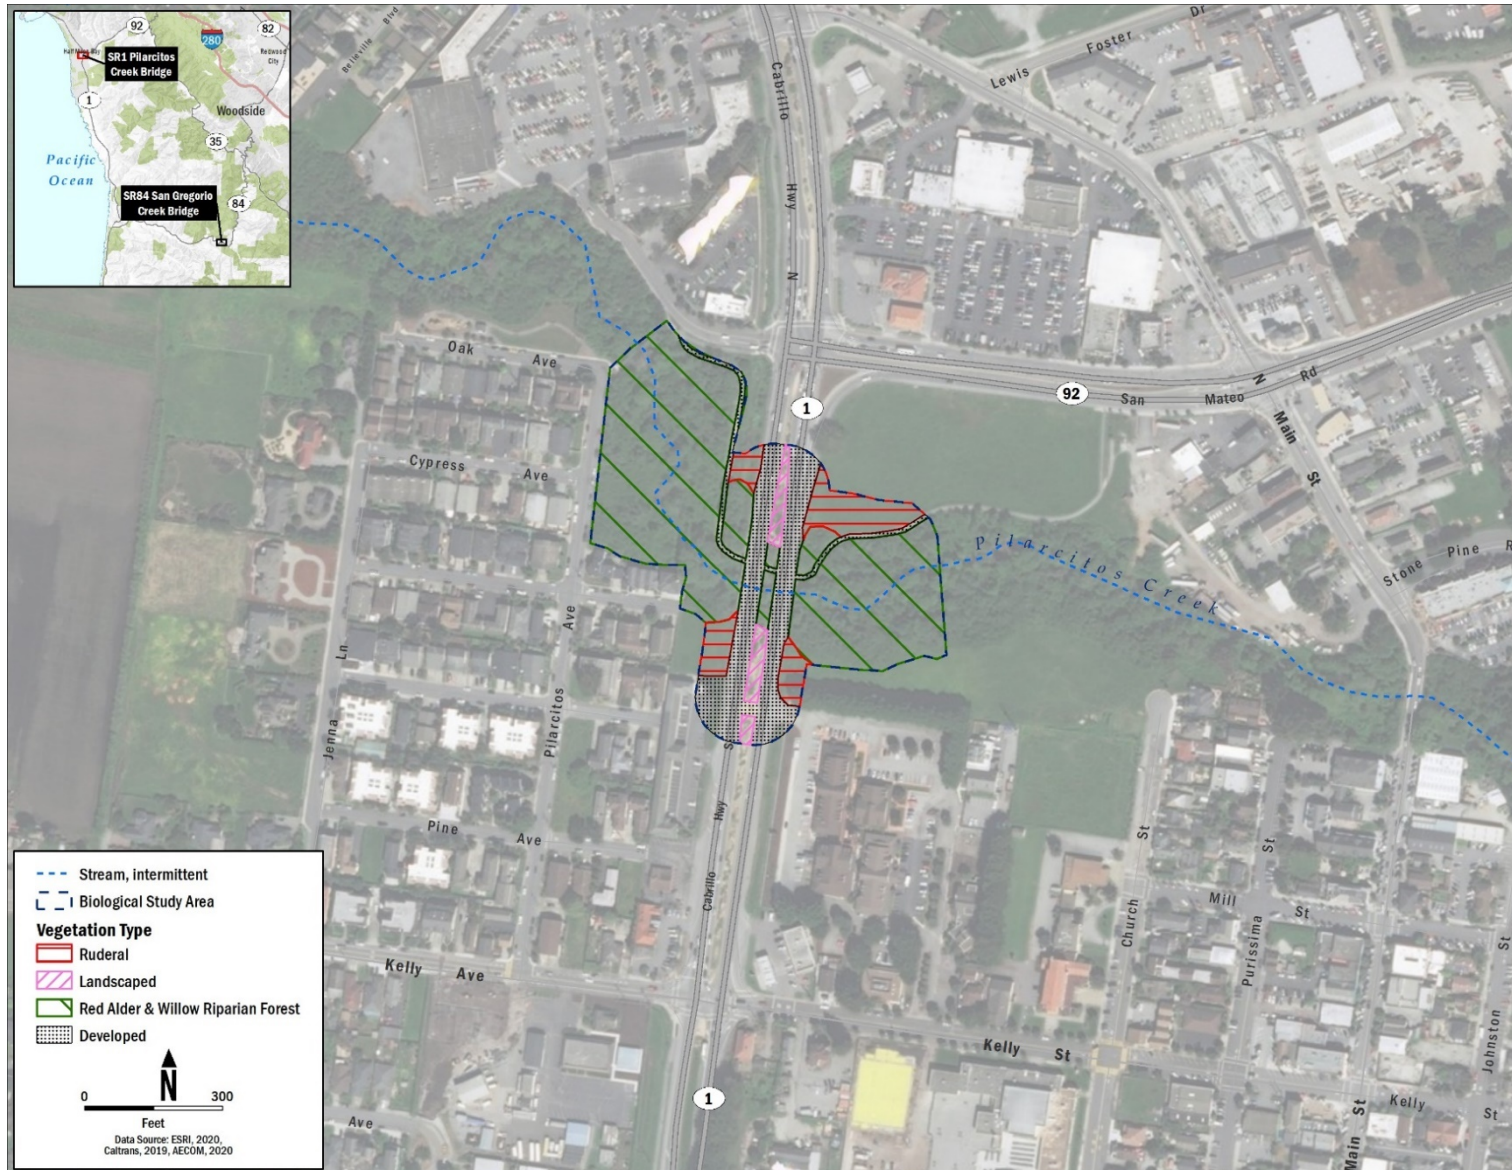 92
82
280
Half Moon Bay
Redwood
City
SR1 Pilarcitos
Creek Bridge
1
Woodside
35
Pacific
Ocean
SR84 San Gregorio
Creek Bridge
84
Belleville Blvd
Cabrillo Hwy N
Lewis Foster Dr
Oak Ave
1
92
San Mateo Rd
N Main St
Cypress Ave
Pilarcitos Creek
Stone Pine R
Jenna Ln
Pilarcitos Ave
Cabrillo Hwy S
Pine Ave
Kelly Ave
Church St
Mill St
Purissima St
Johnston St
Kelly St
Main St
Kelly St
1
Ave
Stream, intermittent
Biological Study Area
Vegetation Type
Ruderal
Landscaped
Red Alder & Willow Riparian Forest
Developed
N
0 300
Feet
Data Source: ESRI, 2020,
Caltrans, 2019, AECOM, 2020